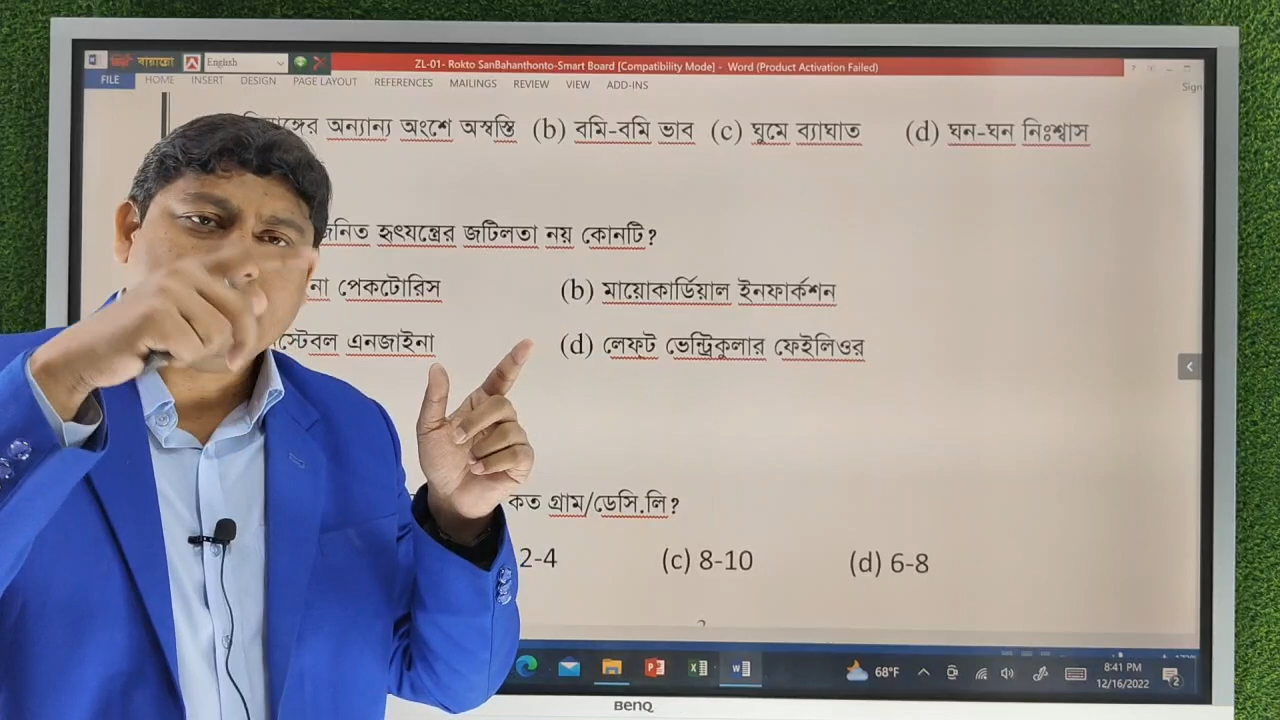 বায়ান্নো English ZL-01- Rokto SanBahanthonto-Smart Board [Compatibility Mode] - Word (Product Activation Failed) ?
FILE HOME INSERT DESIGN PAGE LAYOUT REFERENCES MAILINGS REVIEW VIEW ADD-INS Sign
অন্যান্য অংশে অস্বস্তি (b) বমি-বমি ভাব (c) ঘুমে ব্যাঘাত (d) ঘন-ঘন নিঃশ্বাস
জনিত হৃৎযন্ত্রের জটিলতা নয় কোনটি?
না পেকটোরিস (b) মায়োকার্ডিয়াল ইনফার্কশন
স্টেবল এনজাইনা (d) লেফ্ট ভেন্ট্রিকুলার ফেইলিওর
কত গ্রাম/ডেসি.লি?
2-4 (c) 8-10 (d) 6-8
68°F 8:41 PM
12/16/2022 2
BenQ